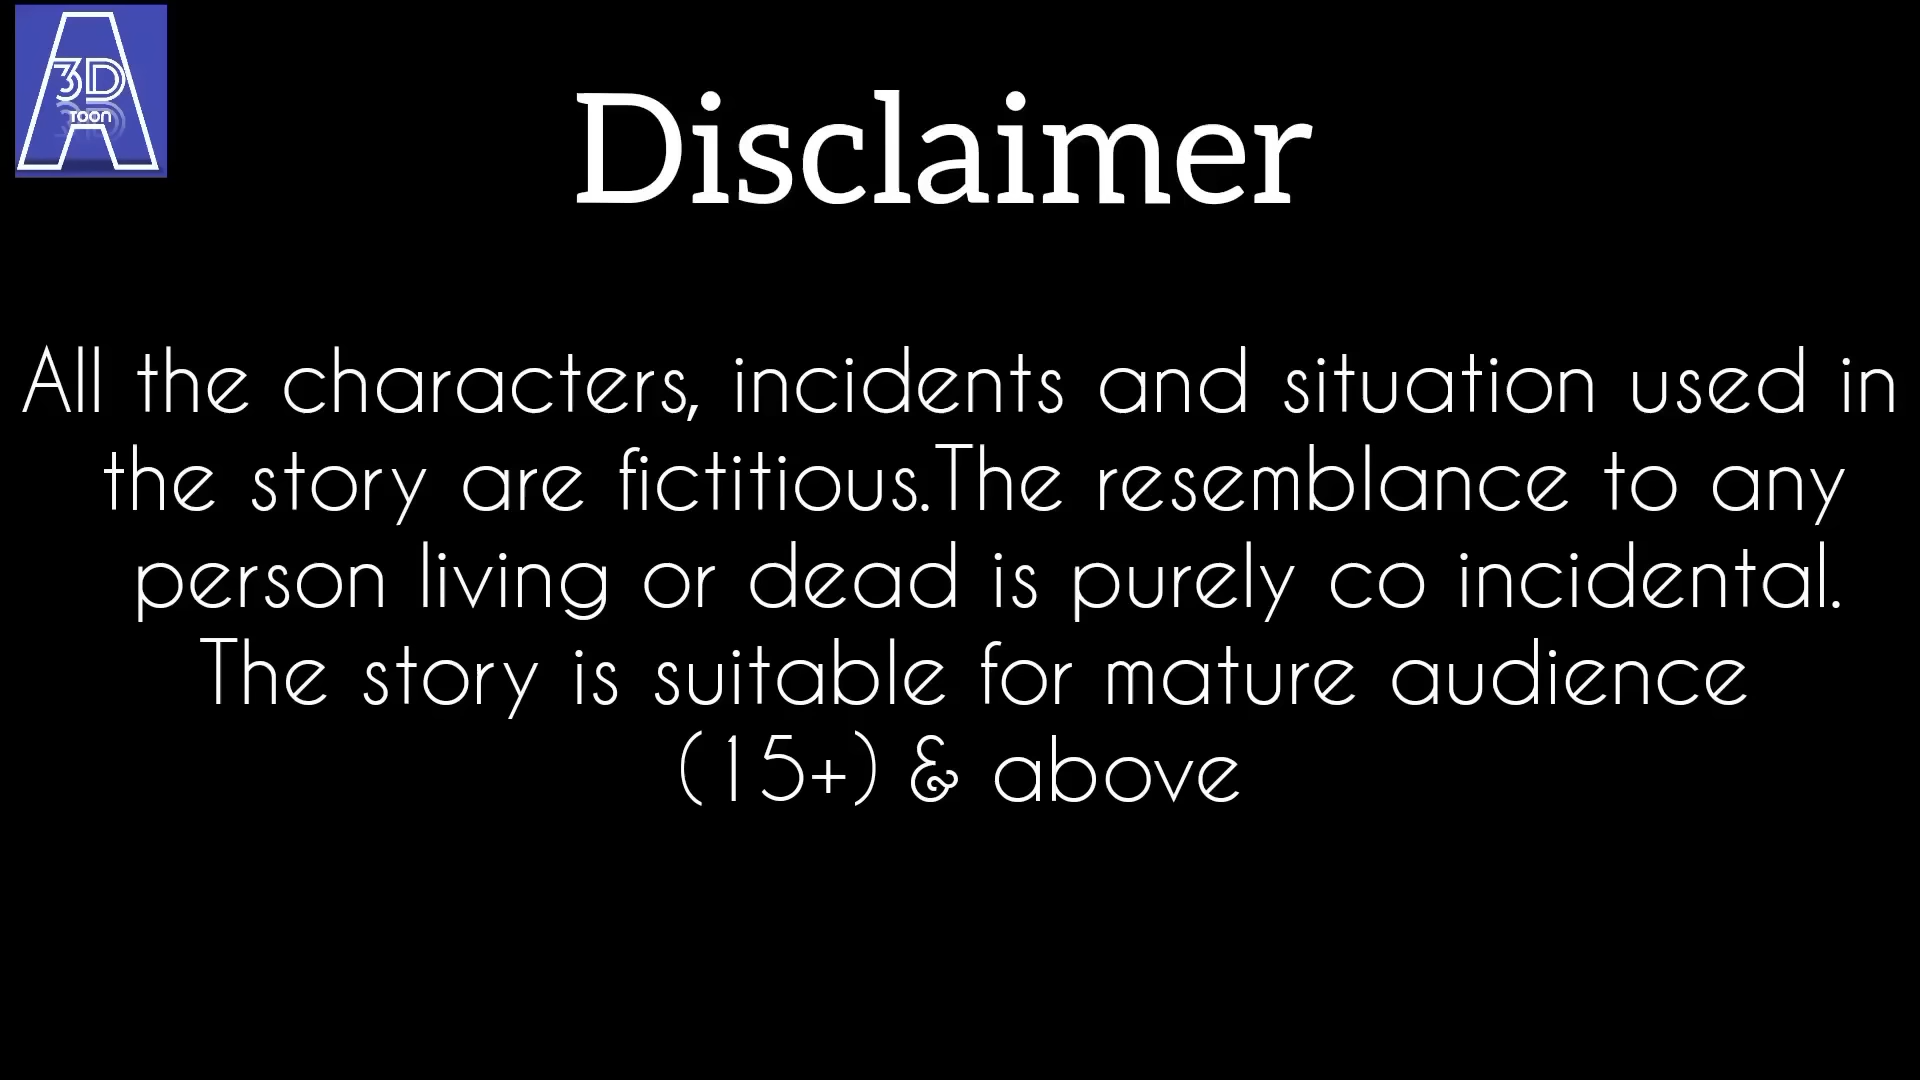 3D
TOON
Disclaimer
All the characters, incidents and situation used in
the story are fictitious.The resemblance to any
person living or dead is purely co incidental.
The story is suitable for mature audience
(15+) & above